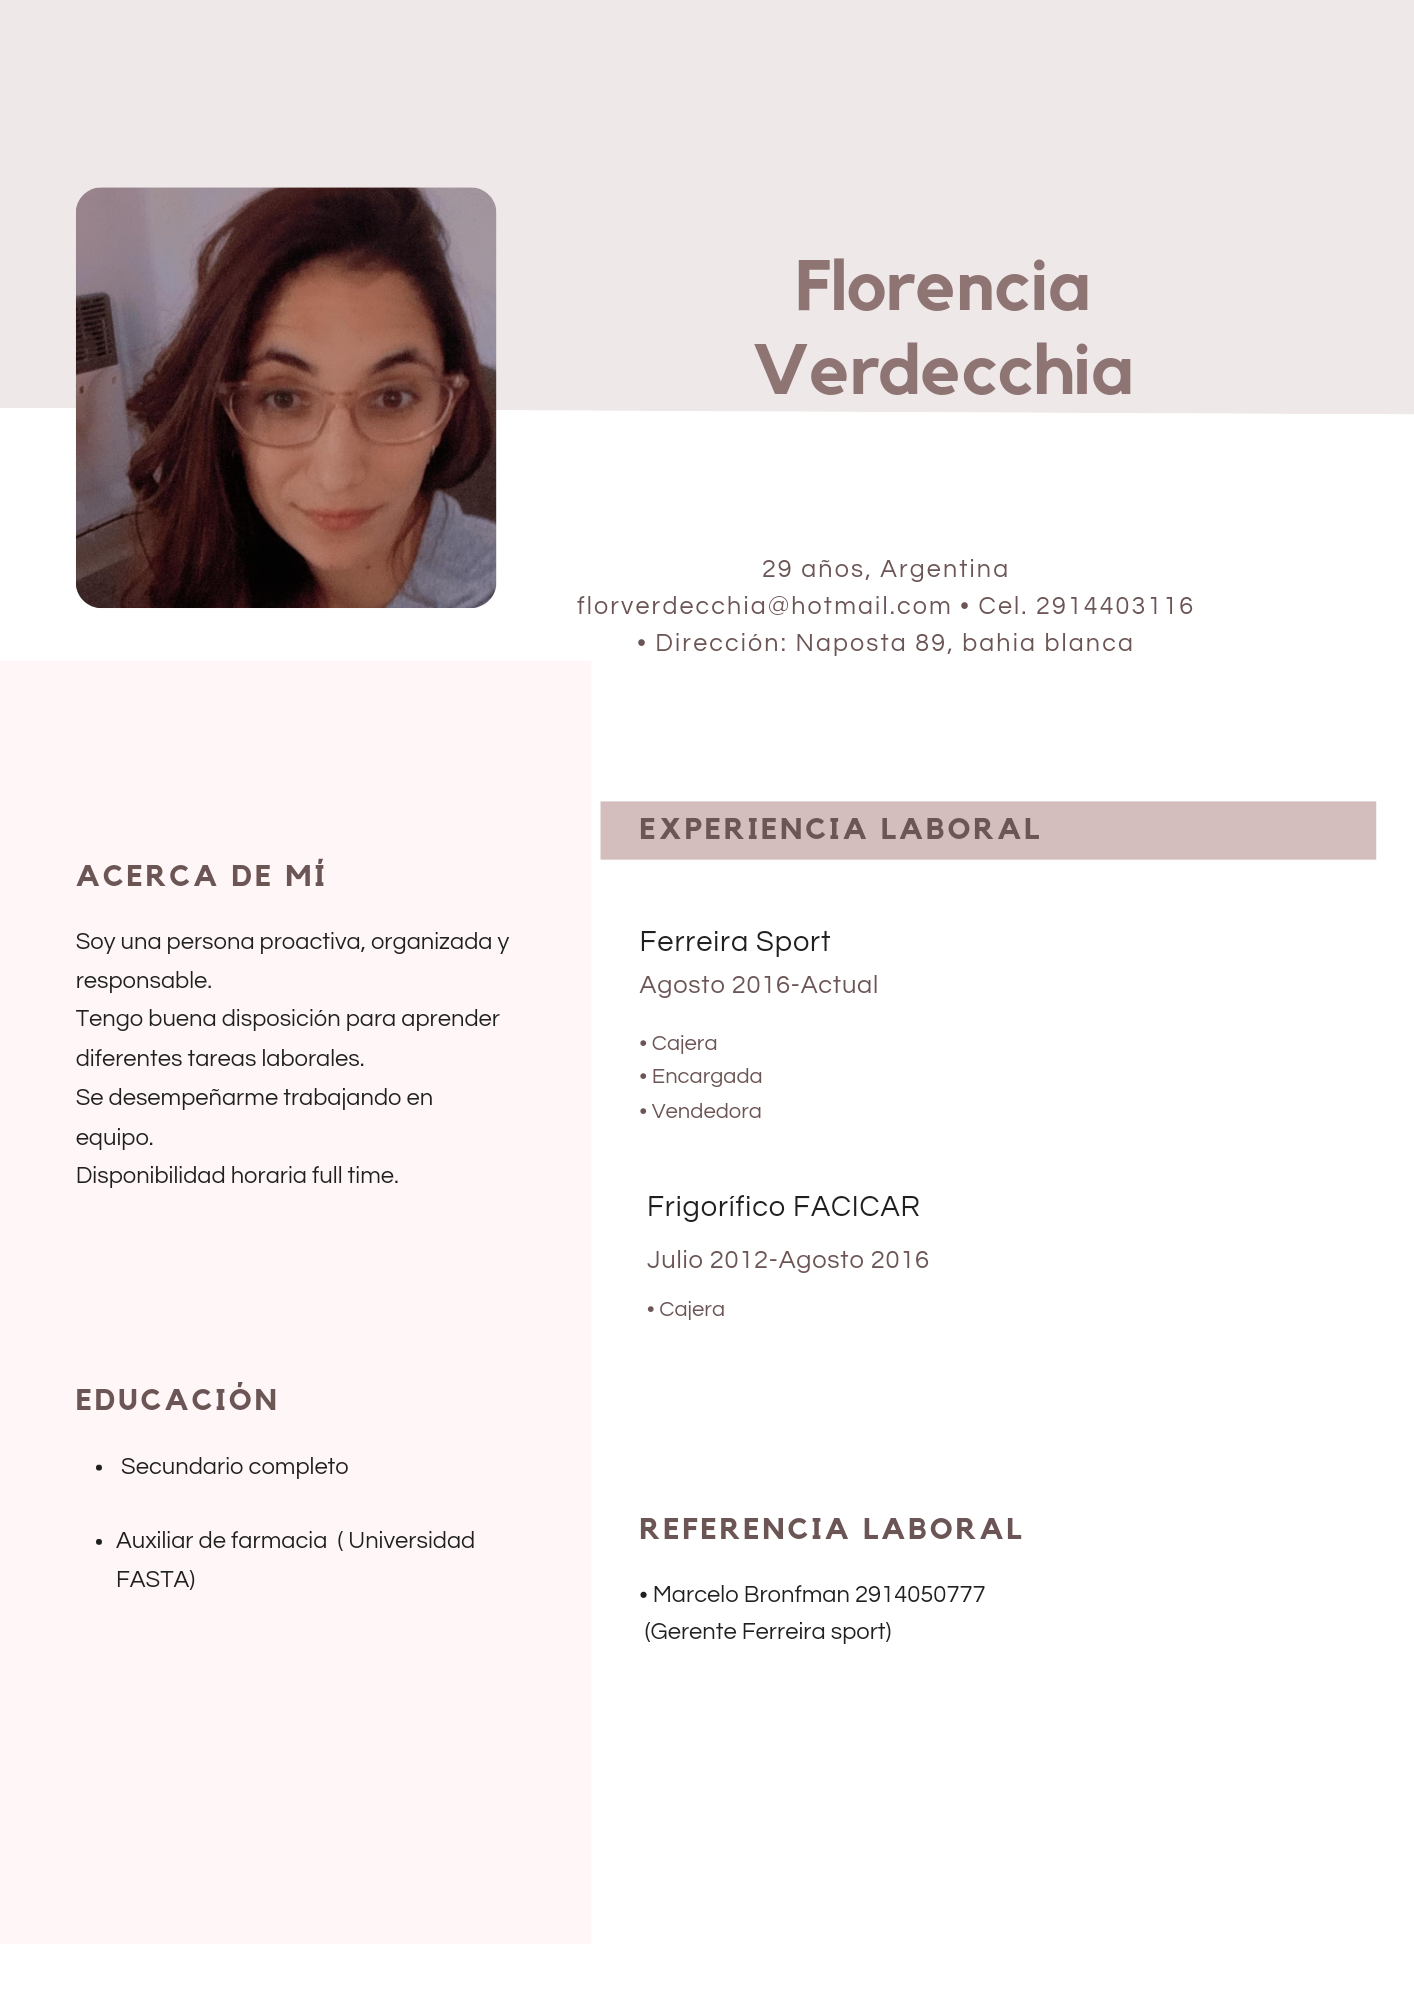 Florencia
Verdecchia
29 años, Argentina
florverdecchia@hotmail.com • Cel. 2914403116
• Dirección: Naposta 89, bahia blanca
ACERCA DE MÍ
Soy una persona proactiva, organizada y
responsable.
Tengo buena disposición para aprender
diferentes tareas laborales.
Se desempeñarme trabajando en
equipo.
Disponibilidad horaria full time.
EDUCACIÓN
• Secundario completo
• Auxiliar de farmacia ( Universidad
FASTA)
EXPERIENCIA LABORAL
Ferreira Sport
Agosto 2016-Actual
• Cajera
• Encargada
• Vendedora
Frigorífico FACICAR
Julio 2012-Agosto 2016
• Cajera
REFERENCIA LABORAL
• Marcelo Bronfman 2914050777
(Gerente Ferreira sport)